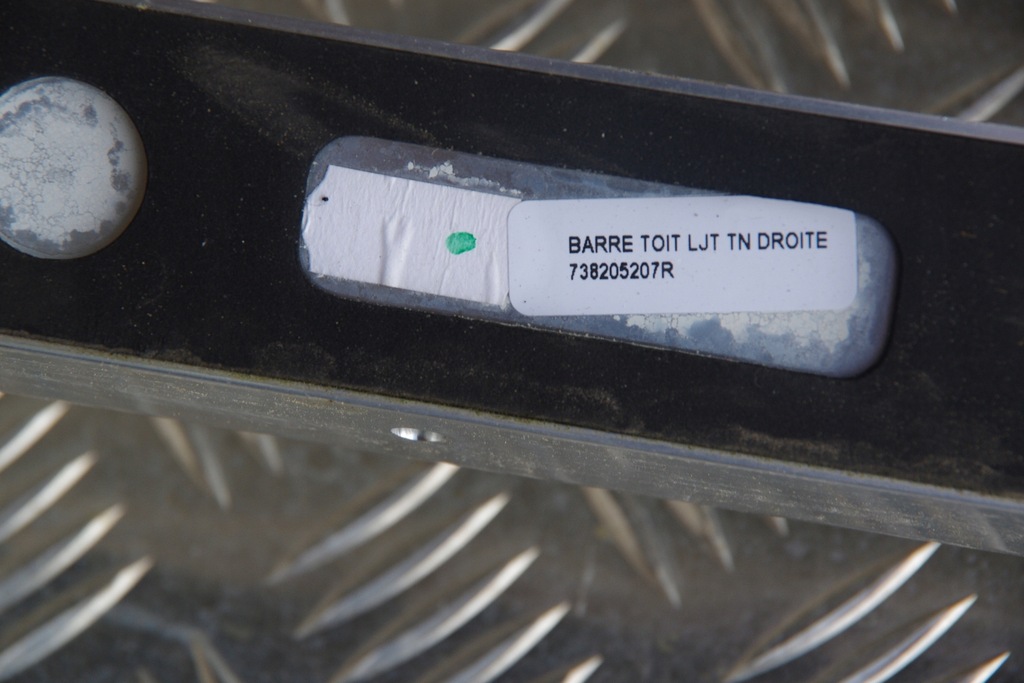 BARRE TOIT LJT TN DROITE
738205207R